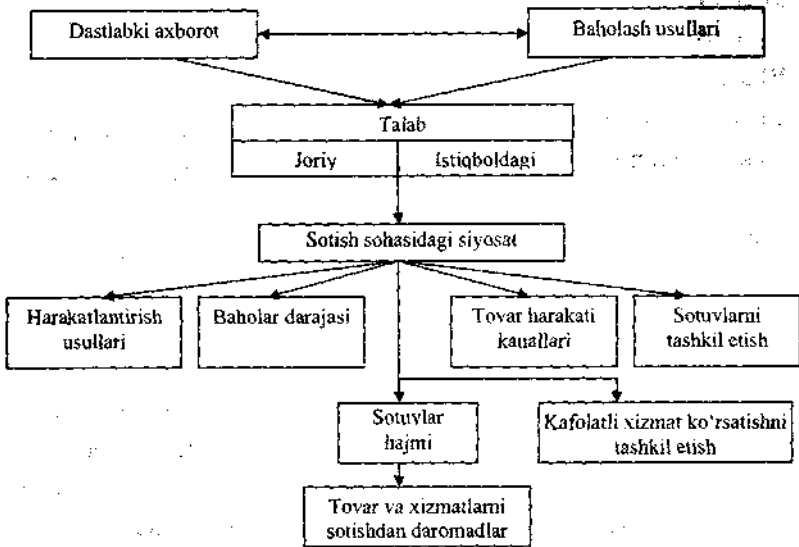 Dastlabki axborot
Baholash usullari
Talab
Joriy
Istiqboldagi
Sotish sohasidagi siyosat
Harakatlantirish
usullari
Baholar darajasi
Tovar harakati
kanallari
Sotuvlarni
tashkil etish
Sotuvlar
hajmi
Kafolatli xizmat ko‘rsatishni
tashkil etish
Tovar va xizmatlarni
sotishdan daromadlar